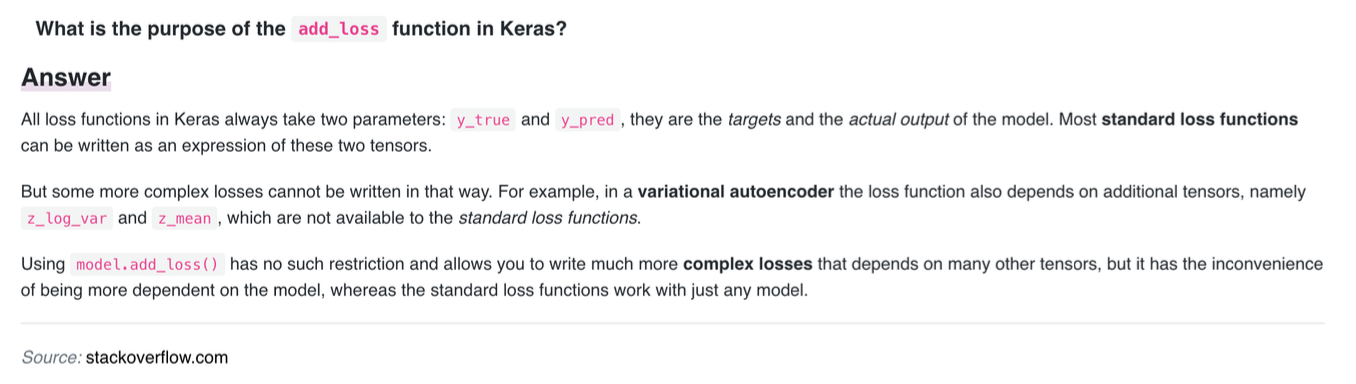 What is the purpose of the add_loss function in Keras?
Answer
All loss functions in Keras always take two parameters: y_true and y_pred, they are the targets and the actual output of the model. Most standard loss functions
can be written as an expression of these two tensors.
But some more complex losses cannot be written in that way. For example, in a variational autoencoder the loss function also depends on additional tensors, namely
z_log_var and z_mean, which are not available to the standard loss functions.
Using model.add_loss() has no such restriction and allows you to write much more complex losses that depends on many other tensors, but it has the inconvenience
of being more dependent on the model, whereas the standard loss functions work with just any model.
Source: stackoverflow.com